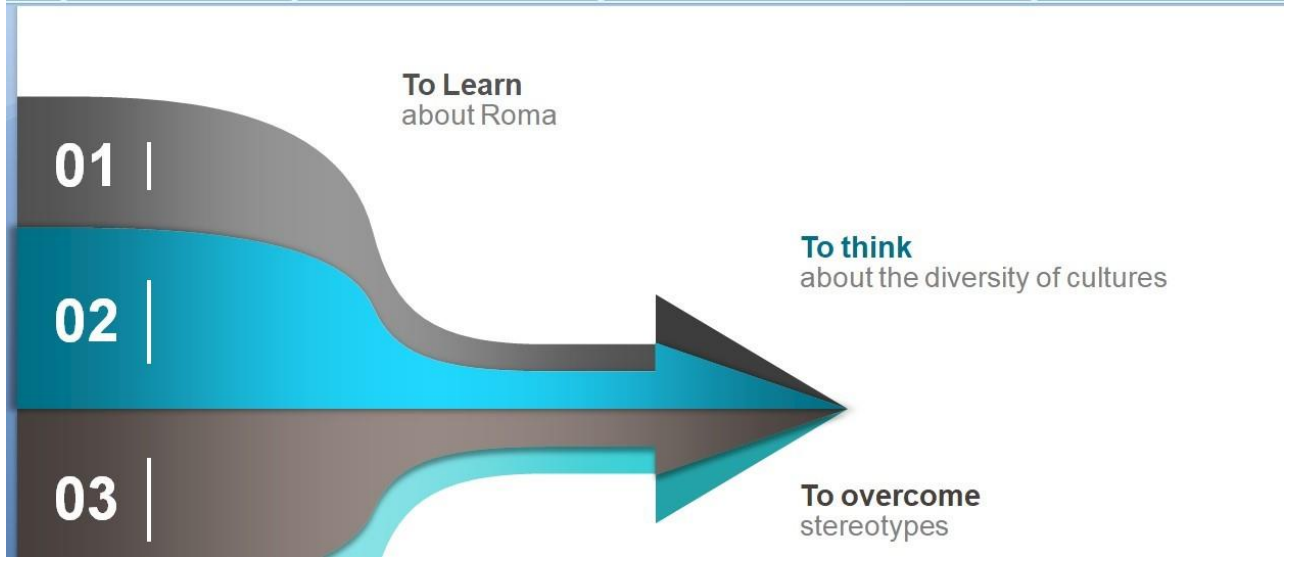 To Learn
about Roma
01
To think
about the diversity of cultures
02
03
To overcome
stereotypes